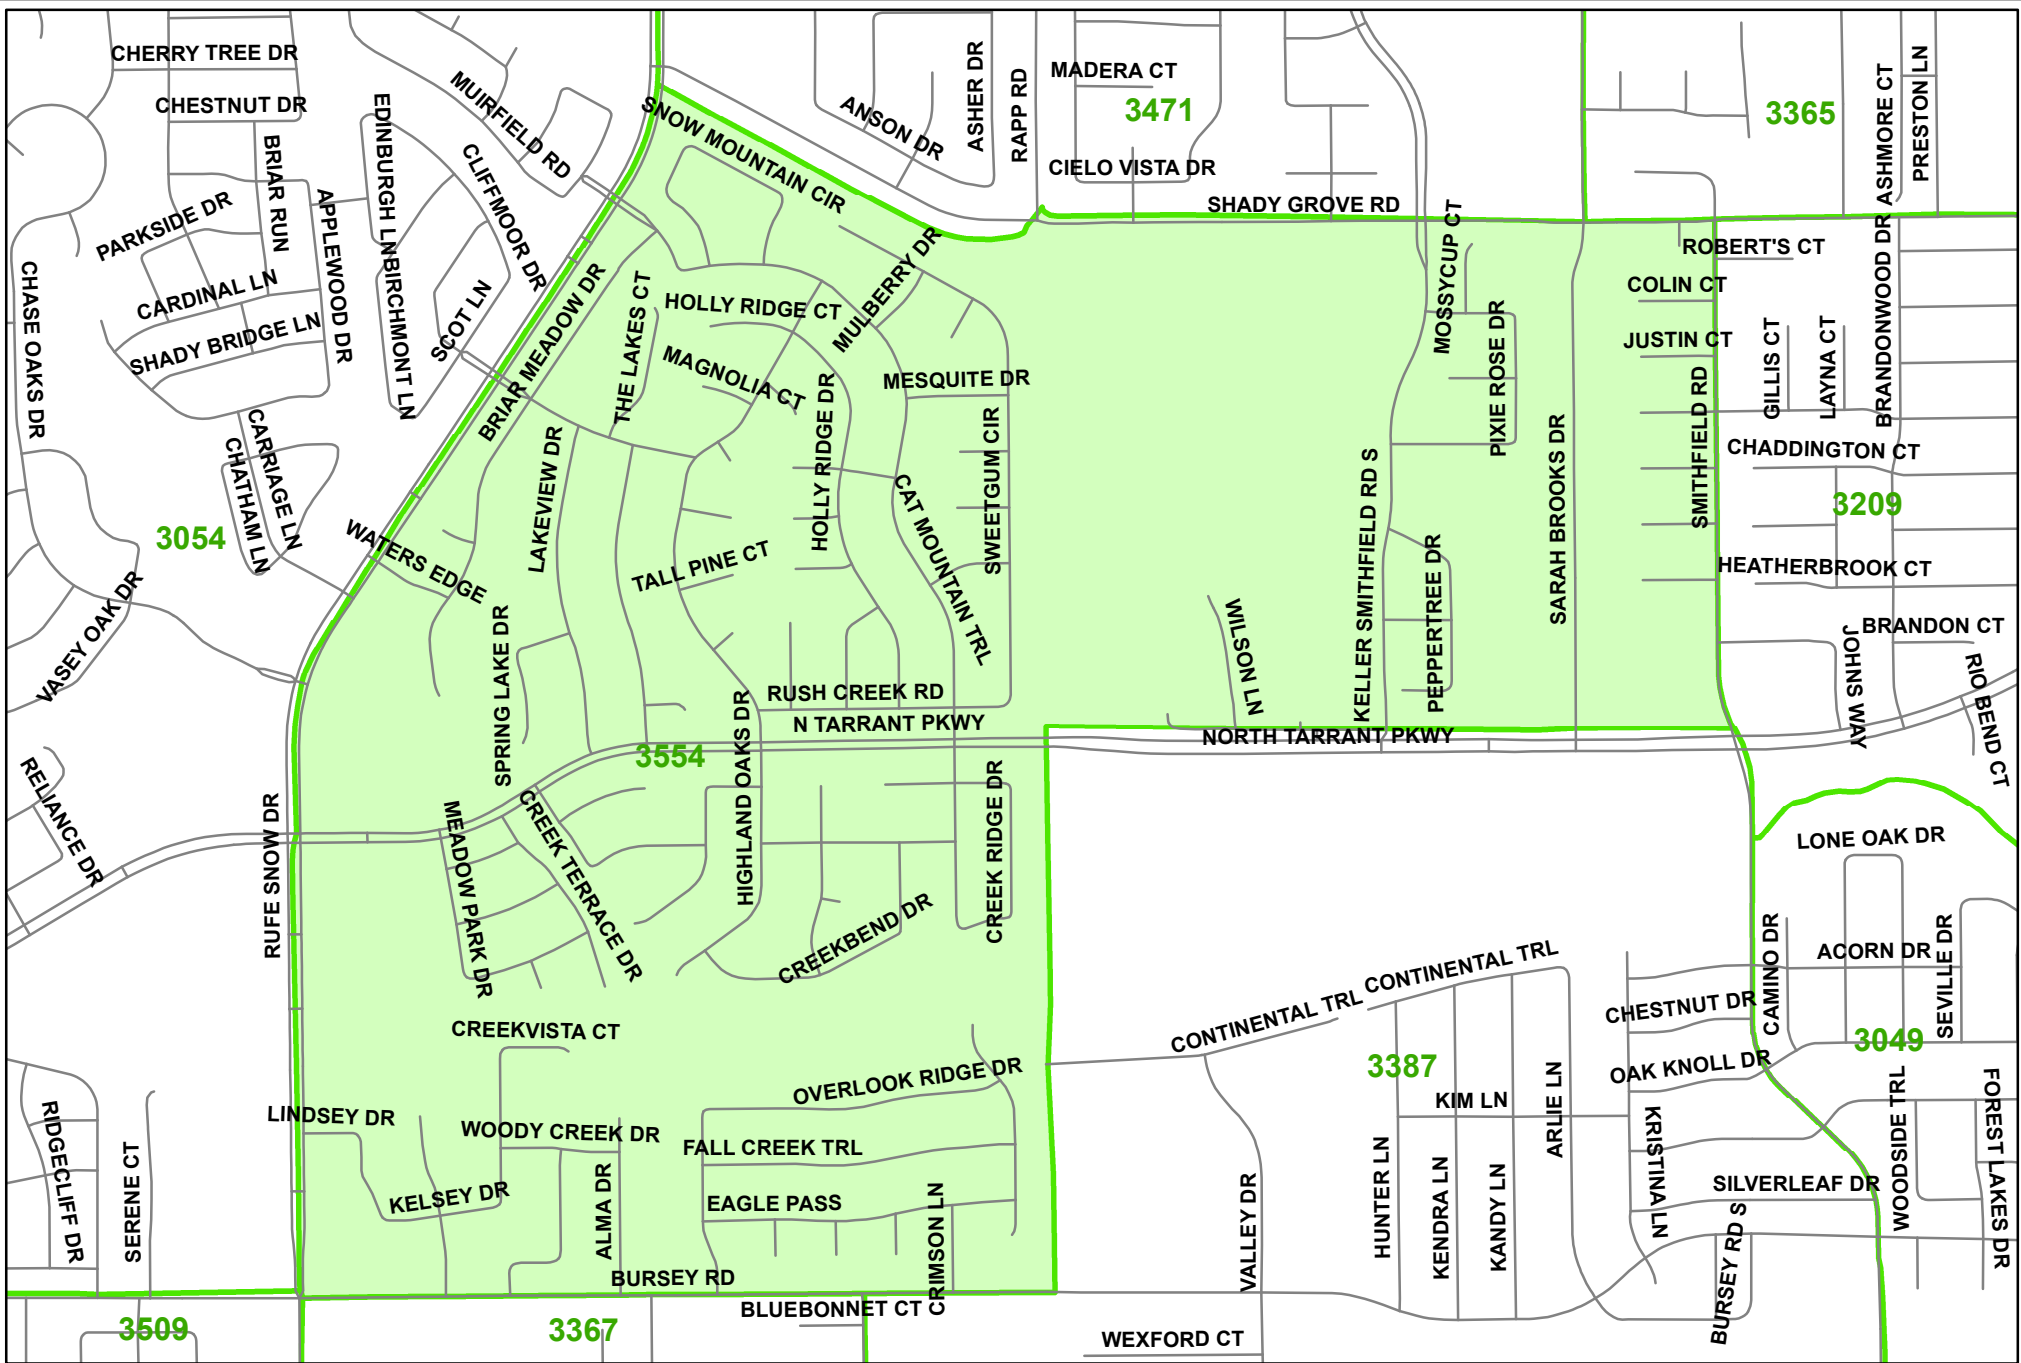 CHERRY TREE DR
CHESTNUT DR
MUIRFIELD RD
EDINBURGH LN
BRIAR RUN
CLIFFMOOR DR
PARKSIDE DR
APPLEWOOD DR
CARDINAL LN
SHADY BRIDGE LN
BIRCHMONT LN
SCOT LN
CHASE OAKS DR
CARRIAGE LN
CHATHAM LN
3054
VASEY OAK DR
RELIANCE DR
RUFE SNOW DR
RIDGECLIFF DR
SERENE CT
3509
SNOW MOUNTAIN CIR
ANSON DR
ASHER DR
RAPP RD
MADERA CT
3471
CIELO VISTA DR
SHADY GROVE RD
3365
ASHMORE CT
PRESTON LN
BRIAR MEADOW DR
THE LAKES CT
HOLLY RIDGE CT
MULBERRY DR
MAGNOLIA CT
MESQUITE DR
HOLLY RIDGE DR
SWEETGUM CIR
LAKEVIEW DR
CAT MOUNTAIN TRL
WATERS EDGE
TALL PINE CT
SPRING LAKE DR
RUSH CREEK RD
N TARRANT PKWY
3554
HIGHLAND OAKS DR
MOSSYCUP CT
PIXIE ROSE DR
KELLER SMITHFIELD RD S
SARAH BROOKS DR
PEPPERTREE DR
WILSON LN
NORTH TARRANT PKWY
ROBERT'S CT
COLIN CT
JUSTIN CT
SMITHFIELD RD
GILLIS CT
LAYNA CT
BRANDONWOOD DR
CHADDINGTON CT
3209
HEATHERBROOK CT
BRANDON CT
JOHNS WAY
RIO BEND CT
MEADOW PARK DR
CREEK TERRACE DR
CREEK RIDGE DR
CREEKBEND DR
CREEKVISTA CT
OVERLOOK RIDGE DR
LINDSEY DR
WOODY CREEK DR
FALL CREEK TRL
KELSEY DR
ALMA DR
EAGLE PASS
CRIMSON LN
BURSEY RD
BLUEBONNET CT
3367
WEXFORD CT
CONTINENTAL TRL
CONTINENTAL TRL
3387
VALLEY DR
HUNTER LN
KENDRA LN
KANDY LN
KIM LN
ARLIE LN
KRISTINA LN
BURSEY RD S
SILVERLEAF DR
OAK KNOLL DR
CHESTNUT DR
CAMINO DR
LONE OAK DR
ACORN DR
SEVILLE DR
3049
WOODSIDE TRL
FOREST LAKES DR